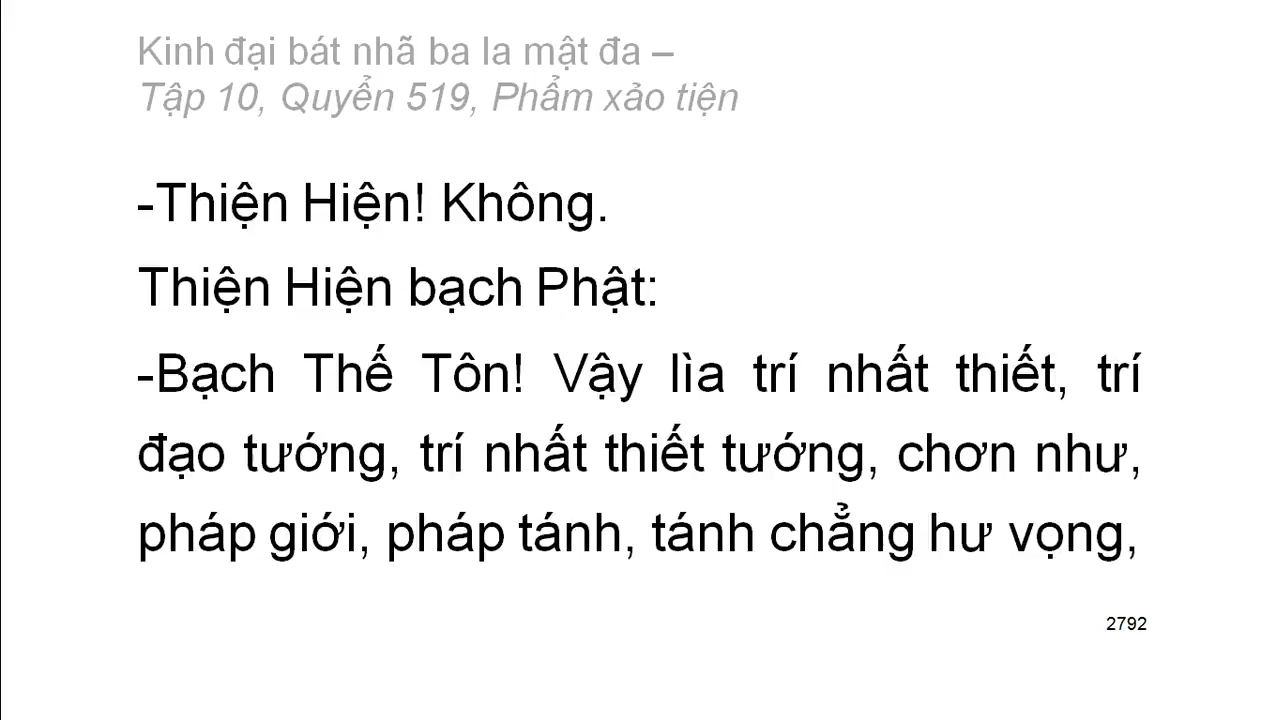 Kinh đại bát nhã ba la mật đa –
Tập 10, Quyển 519, Phẩm xảo tiện
-Thiện Hiện! Không.
Thiện Hiện bạch Phật:
-Bạch Thế Tôn! Vậy lìa trí nhất thiết, trí
đạo tướng, trí nhất thiết tướng, chơn như,
pháp giới, pháp tánh, tánh chẳng hư vọng,
2792